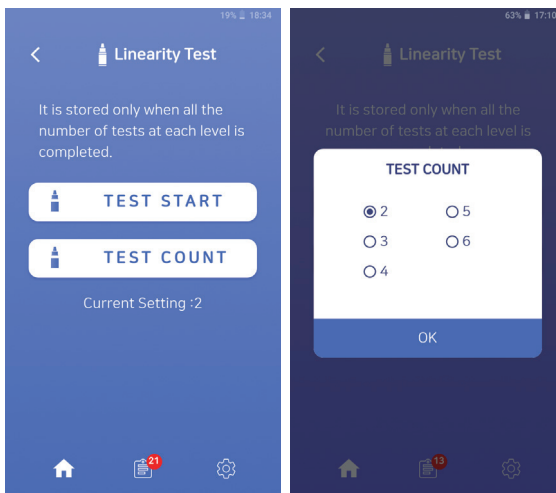 19% 18:34
Linearity Test
It is stored only when all the
number of tests at each level is
completed.
TEST START
TEST COUNT
Current Setting :2
21
63% 17:10
Linearity Test
It is stored only when all the
number of tests at each level is
TEST COUNT
2 5
3 6
4
OK
13